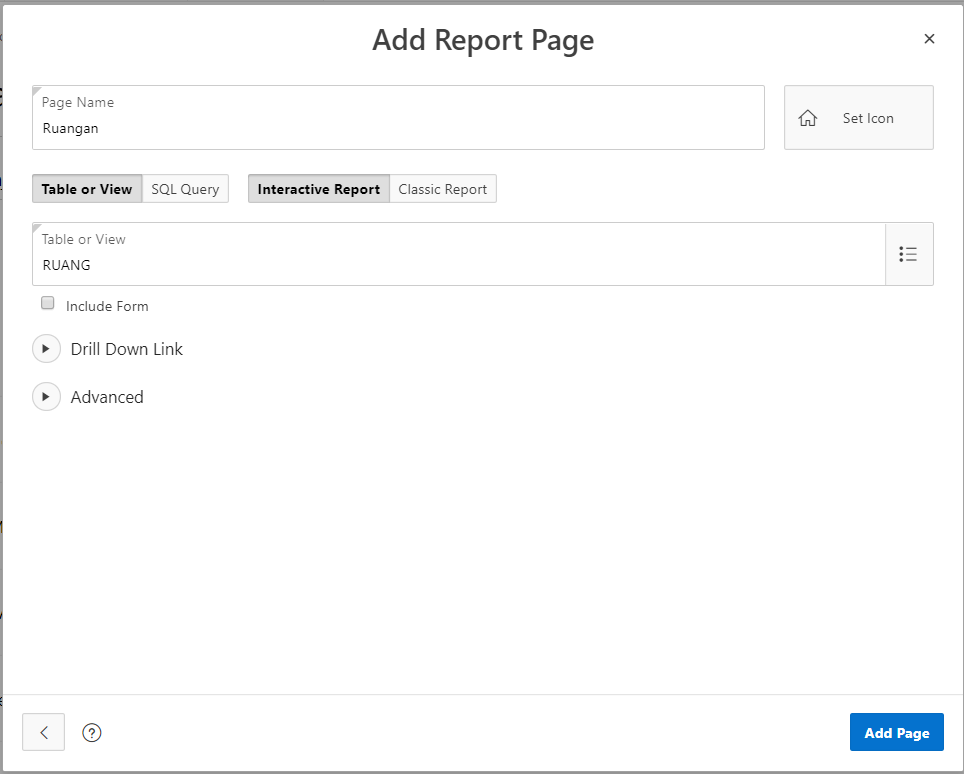 Add Report Page
Page Name
Ruangan
Set Icon
Table or View SQL Query Interactive Report Classic Report
Table or View
RUANG
Include Form
Drill Down Link
Advanced
Add Page